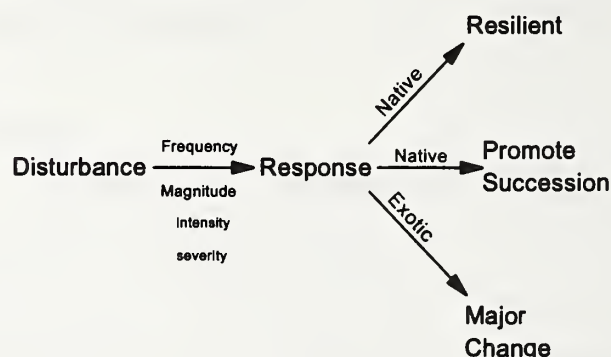 Resilient
Native
Frequency
Disturbance
Response
Native
Promote
Succession
Magnitude
Intensity
severity
Exotic
Major
Change